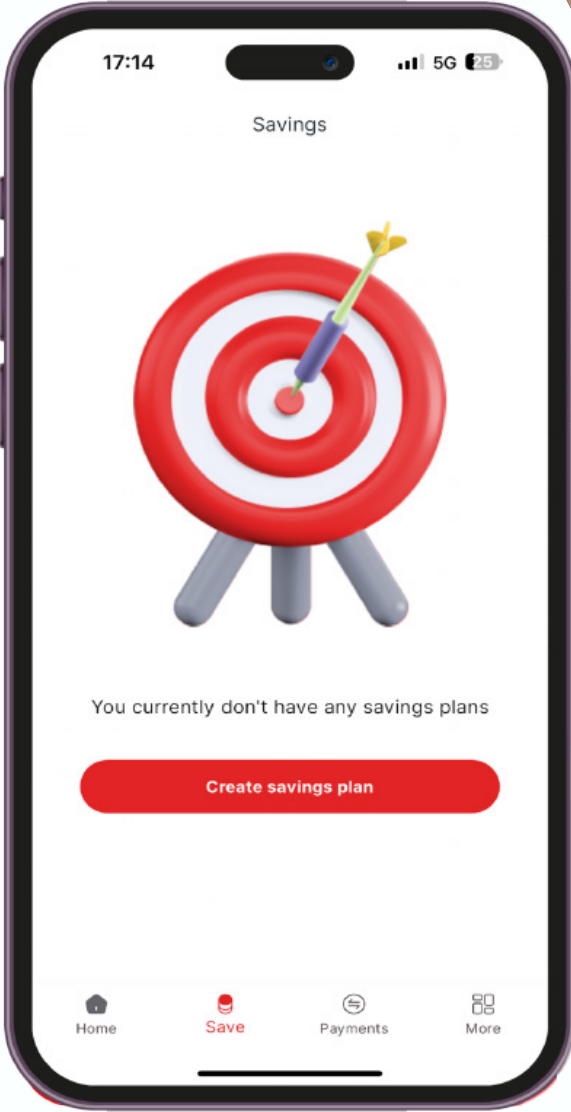 17:14
5G 25
Savings
You currently don't have any savings plans
Create savings plan
Home
Save
Payments
More